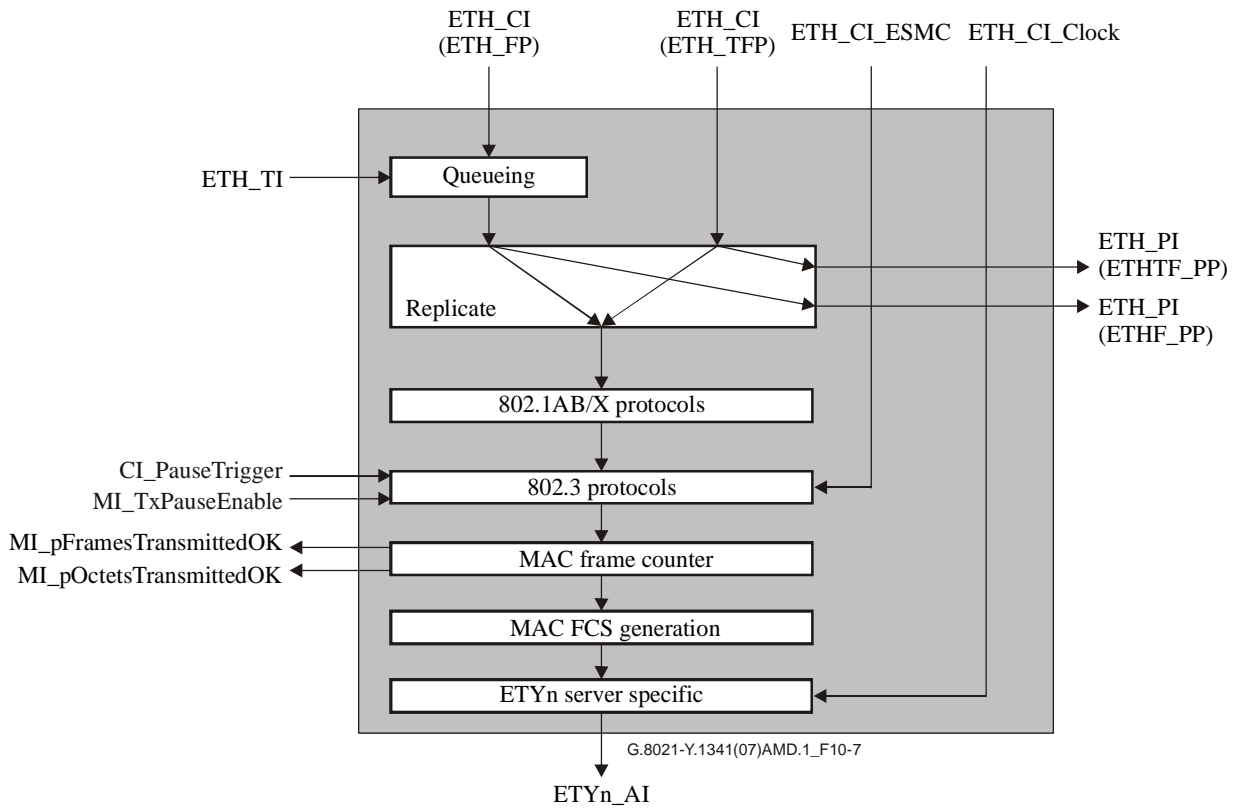 ETH_CI
(ETH_FP)
ETH_CI
(ETH_TFP)
ETH_CI_ESMC
ETH_CI_Clock
ETH_TI
Queueing
Replicate
ETH_PI
(ETHTF_PP)
ETH_PI
(ETHF_PP)
802.1AB/X protocols
CI_PauseTrigger
MI_TxPauseEnable
802.3 protocols
MI_pFramesTransmittedOK
MI_pOctetsTransmittedOK
MAC frame counter
MAC FCS generation
ETYn server specific
G.8021-Y.1341(07)AMD.1_F10-7
ETYn_AI